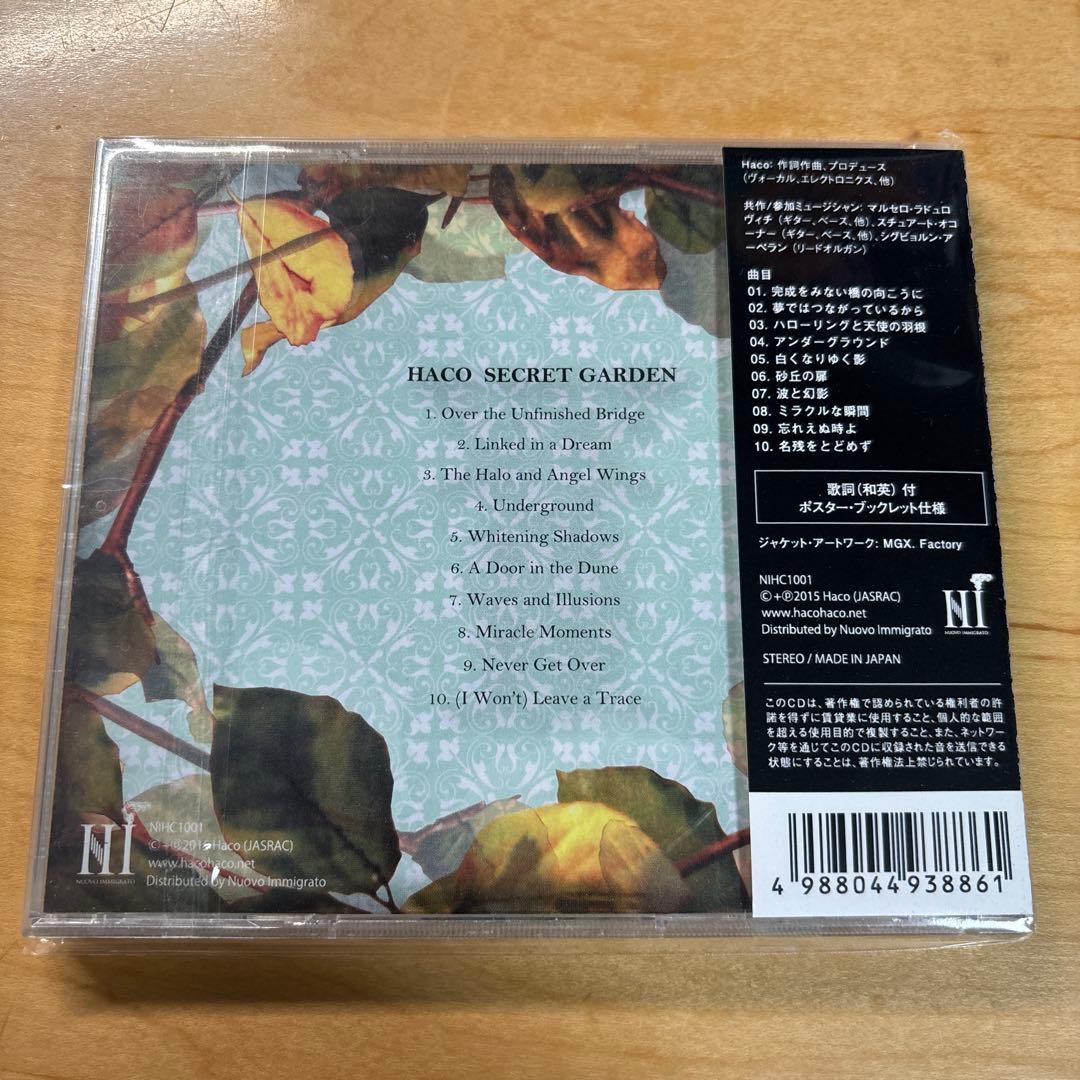 HACO SECRET GARDEN
1. Over the Unfinished Bridge
2. Linked in a Dream
3. The Halo and Angel Wings
4. Underground
5. Whitening Shadows
6. A Door in the Dune
7. Waves and Illusions
8. Miracle Moments
9. Never Get Over
10. (I Won't) Leave a Trace
NI
NUOVO IMMIGRATO
NIHC1001
©+℗2015 Haco (JASRAC)
www.hacohaco.net
Distributed by Nuovo Immigrato
Haco: 作詞作曲、プロデュース
(ヴォーカル、エレクトロニクス、他)
共作/参加ミュージシャン: マルセロ・ラドュロ
ヴィチ (ギター、ベース、他)、スチュアート・オコ
ーナー (ギター、ベース、他)、シグビョルン・ア
ーペラン (リードオルガン)
曲目
01. 完成をみない橋の向こうに
02. 夢ではつながっているから
03. ハローリングと天使の羽根
04. アンダーグラウンド
05. 白くなりゆく影
06. 砂丘の扉
07. 波と幻影
08. ミラクルな瞬間
09. 忘れえぬ時よ
10. 名残をとどめず
歌詞(和英) 付
ポスター・ブックレット仕様
ジャケット・アートワーク: MGX. Factory
NIHC1001
©+℗2015 Haco (JASRAC)
www.hacohaco.net
Distributed by Nuovo Immigrato
NI
NUOVO IMMIGRATO
STEREO / MADE IN JAPAN
このCDは、著作権で認められている権利者の許
諾を得ずに賃貸業に使用すること、個人的な範囲
を超える使用目的で複製すること、また、ネットワー
ク等を通じてこのCDに収録された音を送信できる
状態にすることは、著作権法上禁じられています。
4 988044 938861